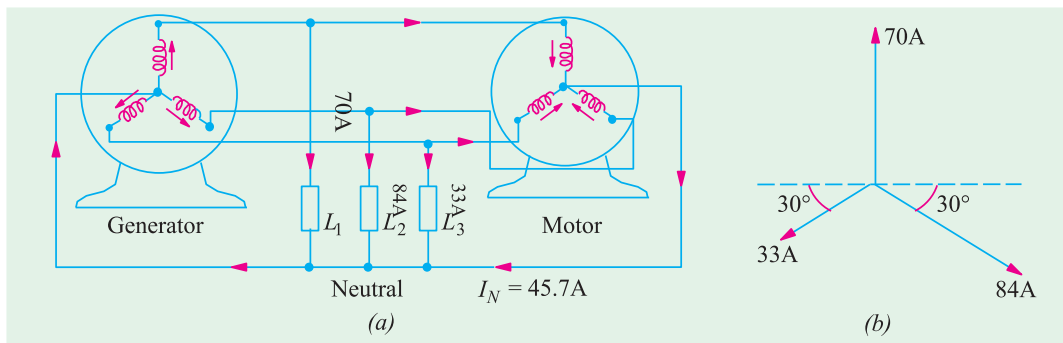 70A
84A
33A
L1
L2
L3
Generator
Motor
Neutral
IN = 45.7A
(a)
70A
30°
30°
33A
84A
(b)